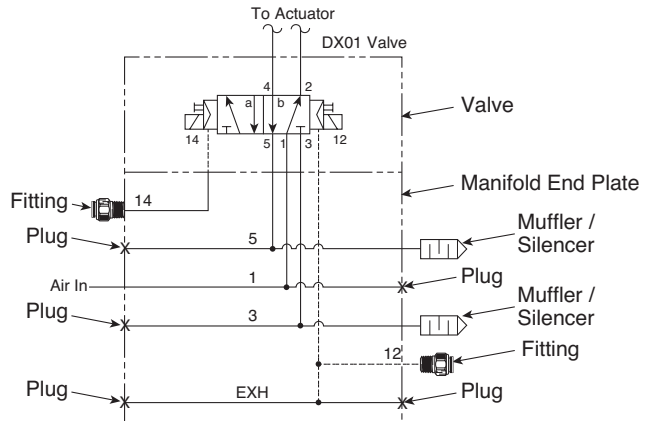 To Actuator
DX01 Valve
4 2
a b
14 5 1 3 12
Valve
Manifold End Plate
Fitting
14
Plug
5
Muffler /
Silencer
Air In
1
Plug
Plug
3
Muffler /
Silencer
12
Fitting
Plug
EXH
Plug